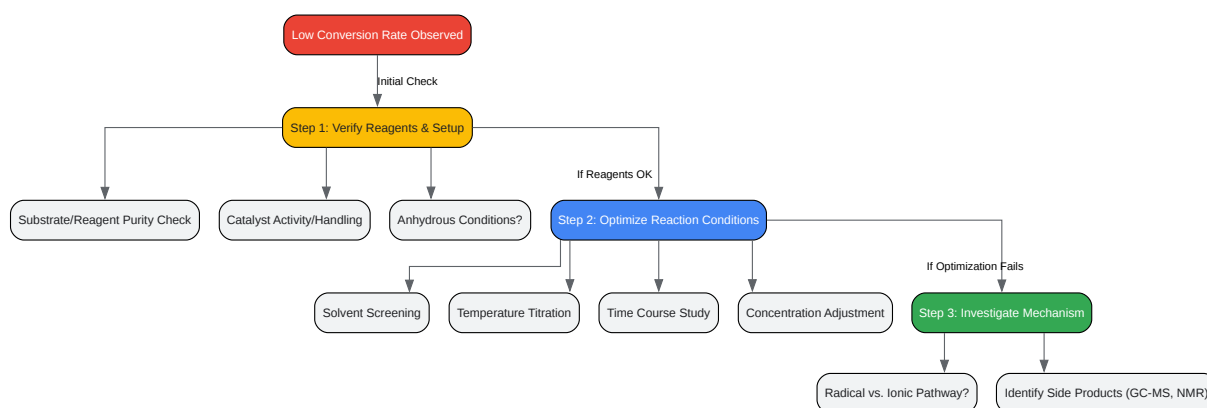 Low Conversion Rate Observed
Initial Check
Step 1: Verify Reagents & Setup
If Reagents OK
Substrate/Reagent Purity Check
Catalyst Activity/Handling
Anhydrous Conditions?
Step 2: Optimize Reaction Conditions
If Optimization Fails
Solvent Screening
Temperature Titration
Time Course Study
Concentration Adjustment
Step 3: Investigate Mechanism
Radical vs. Ionic Pathway?
Identify Side Products (GC-MS, NMR)